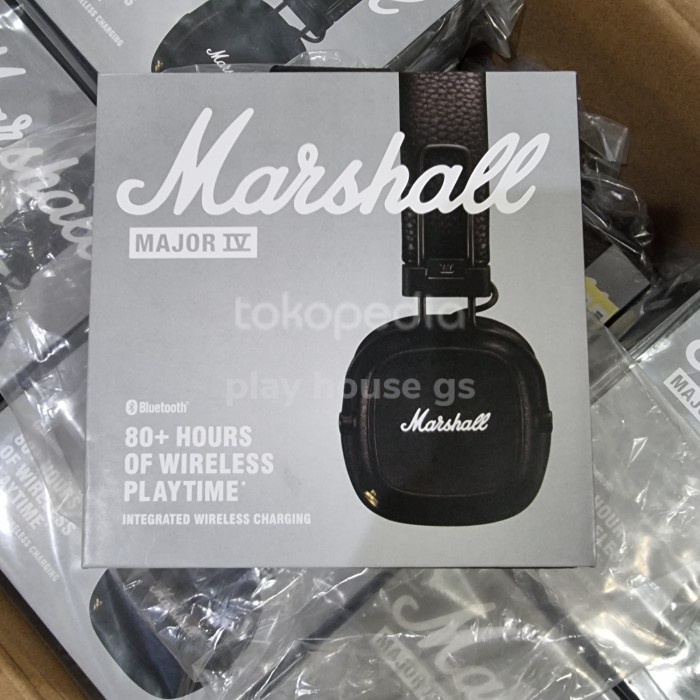 Marshall
MAJOR IV
tokopedia
play house gs
Bluetooth
Marshall
80+ HOURS
OF WIRELESS
PLAYTIME*
INTEGRATED WIRELESS CHARGING